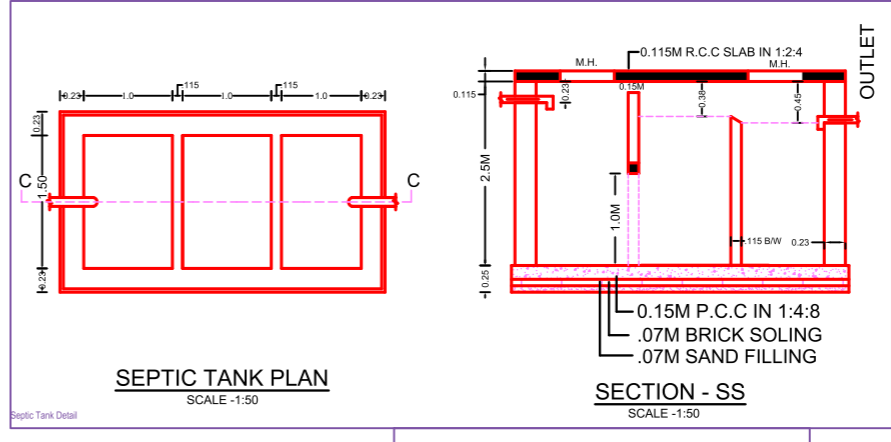 .115 .115
0.23 1.0 1.0 1.0 0.23
0.23
C C
1.50
0.23
SEPTIC TANK PLAN
SCALE -1:50
Septic Tank Detail
0.115M R.C.C SLAB IN 1:2:4
M.H. M.H.
OUTLET
0.115
0.23
0.15M
0.38
0.45
2.5M
1.0M
.115 B/W
0.23
0.25
0.15M P.C.C IN 1:4:8
.07M BRICK SOLING
.07M SAND FILLING
SECTION - SS
SCALE -1:50